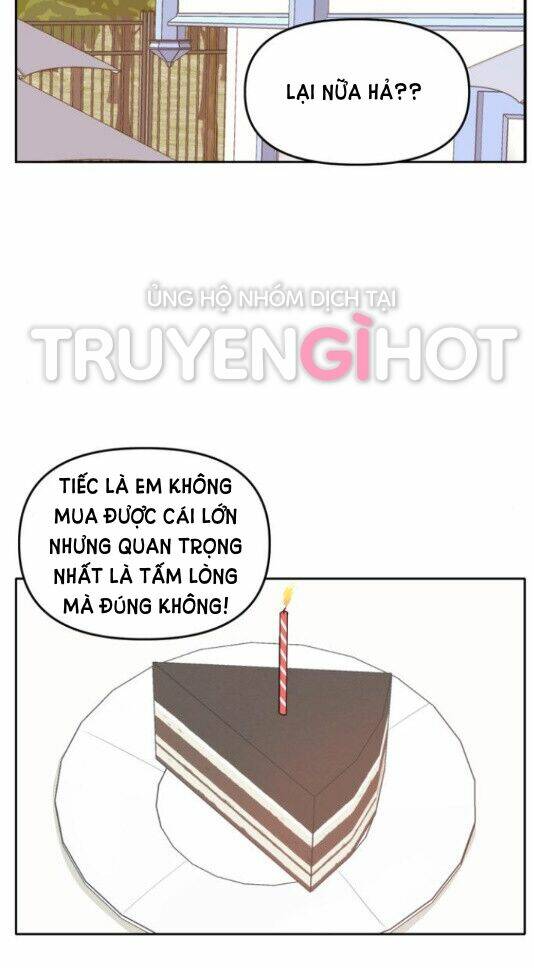 LẠI NỮA HẢ??
ỦNG HỘ NHÓM DỊCH TẠI
TRUYENGÌHOT
TIẾC LÀ EM KHÔNG
MUA ĐƯỢC CÁI LỚN
NHƯNG QUAN TRỌNG
NHẤT LÀ TẤM LÒNG
MÀ ĐÚNG KHÔNG!